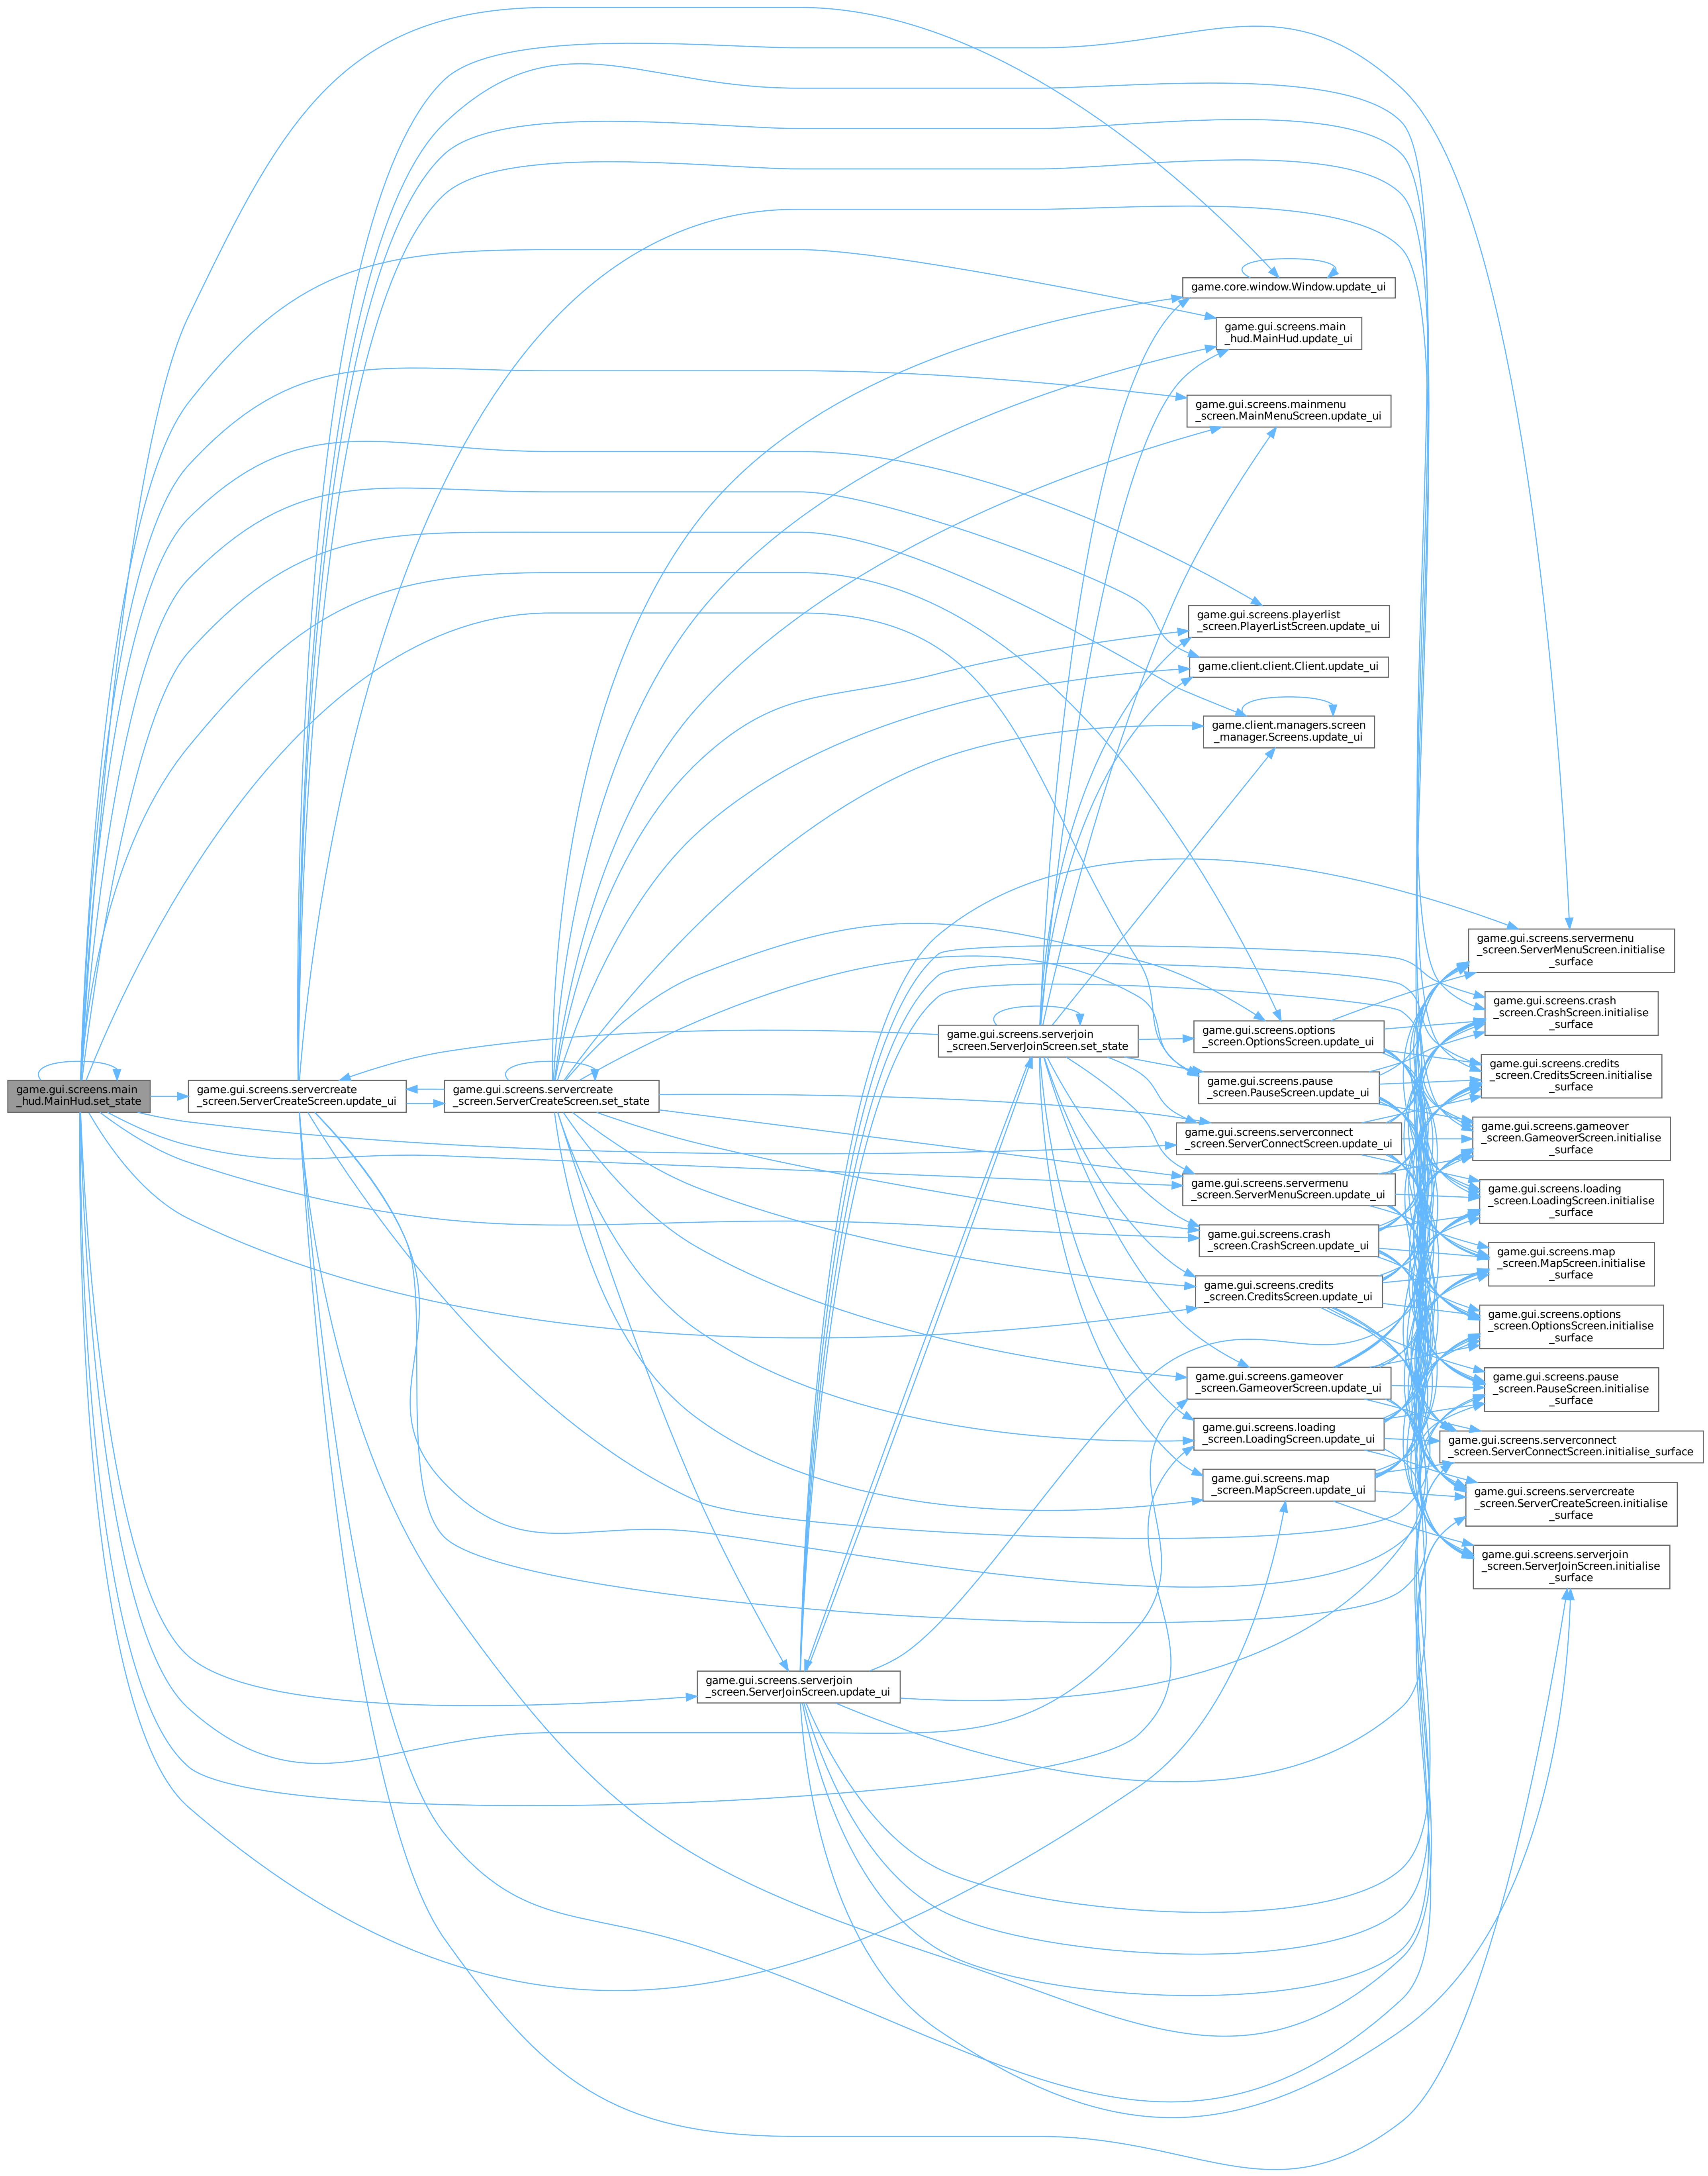 game.core.window.Window.update_ui
game.gui.screens.main
_hud.MainHud.update_ui
game.gui.screens.mainmenu
_screen.MainMenuScreen.update_ui
game.gui.screens.playerlist
_screen.PlayerListScreen.update_ui
game.client.client.Client.update_ui
game.client.managers.screen
_manager.Screens.update_ui
game.gui.screens.servermenu
_screen.ServerMenuScreen.initialise
_surface
game.gui.screens.crash
_screen.CrashScreen.initialise
_surface
game.gui.screens.options
_screen.OptionsScreen.update_ui
game.gui.screens.serverjoin
_screen.ServerJoinScreen.set_state
game.gui.screens.credits
_screen.CreditsScreen.initialise
_surface
game.gui.screens.pause
_screen.PauseScreen.update_ui
game.gui.screens.main
_hud.MainHud.set_state
game.gui.screens.servercreate
_screen.ServerCreateScreen.update_ui
game.gui.screens.servercreate
_screen.ServerCreateScreen.set_state
game.gui.screens.serverconnect
_screen.ServerConnectScreen.update_ui
game.gui.screens.gameover
_screen.GameoverScreen.initialise
_surface
game.gui.screens.servermenu
_screen.ServerMenuScreen.update_ui
game.gui.screens.loading
_screen.LoadingScreen.initialise
_surface
game.gui.screens.crash
_screen.CrashScreen.update_ui
game.gui.screens.map
_screen.MapScreen.initialise
_surface
game.gui.screens.credits
_screen.CreditsScreen.update_ui
game.gui.screens.options
_screen.OptionsScreen.initialise
_surface
game.gui.screens.gameover
_screen.GameoverScreen.update_ui
game.gui.screens.pause
_screen.PauseScreen.initialise
_surface
game.gui.screens.loading
_screen.LoadingScreen.update_ui
game.gui.screens.serverconnect
_screen.ServerConnectScreen.initialise_surface
game.gui.screens.map
_screen.MapScreen.update_ui
game.gui.screens.servercreate
_screen.ServerCreateScreen.initialise
_surface
game.gui.screens.serverjoin
_screen.ServerJoinScreen.initialise
_surface
game.gui.screens.serverjoin
_screen.ServerJoinScreen.update_ui